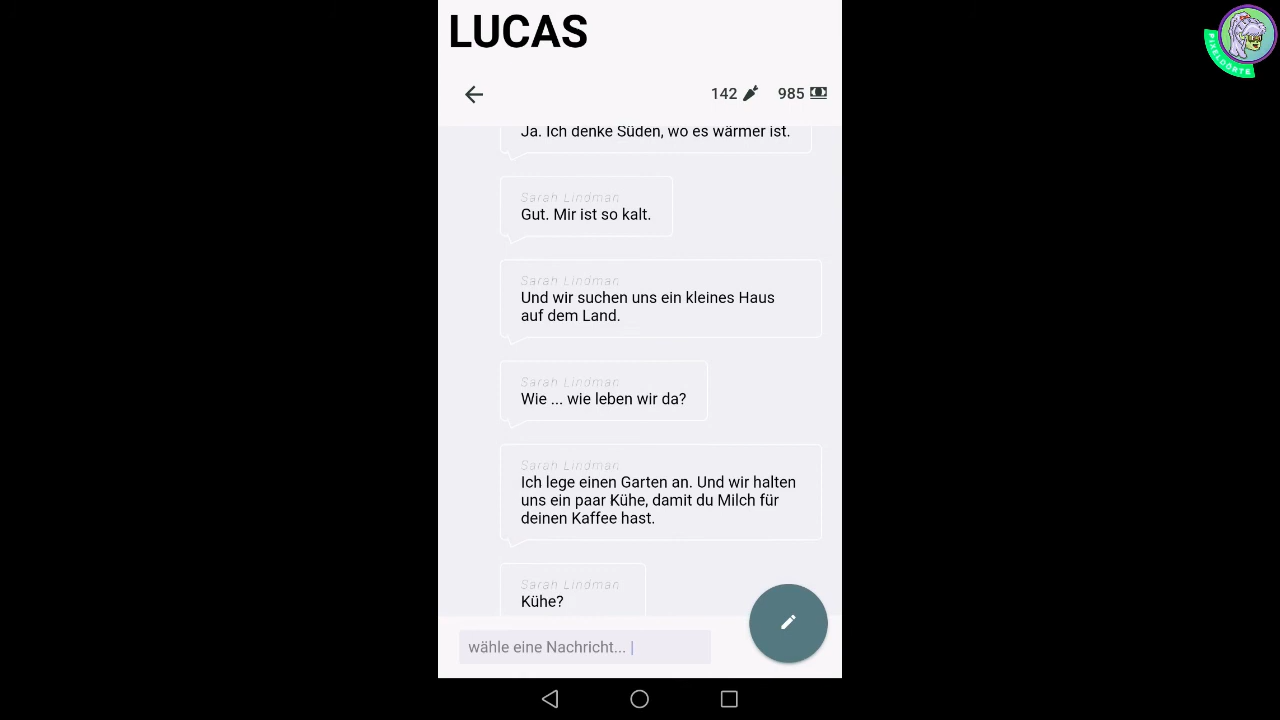 LUCAS
142 985
Ja. Ich denke Süden, wo es wärmer ist.
Sarah Lindman
Gut. Mir ist so kalt.
Sarah Lindman
Und wir suchen uns ein kleines Haus
auf dem Land.
Sarah Lindman
Wie ... wie leben wir da?
Sarah Lindman
Ich lege einen Garten an. Und wir halten
uns ein paar Kühe, damit du Milch für
deinen Kaffee hast.
Sarah Lindman
Kühe?
wähle eine Nachricht... |
PIXELDÖRTE